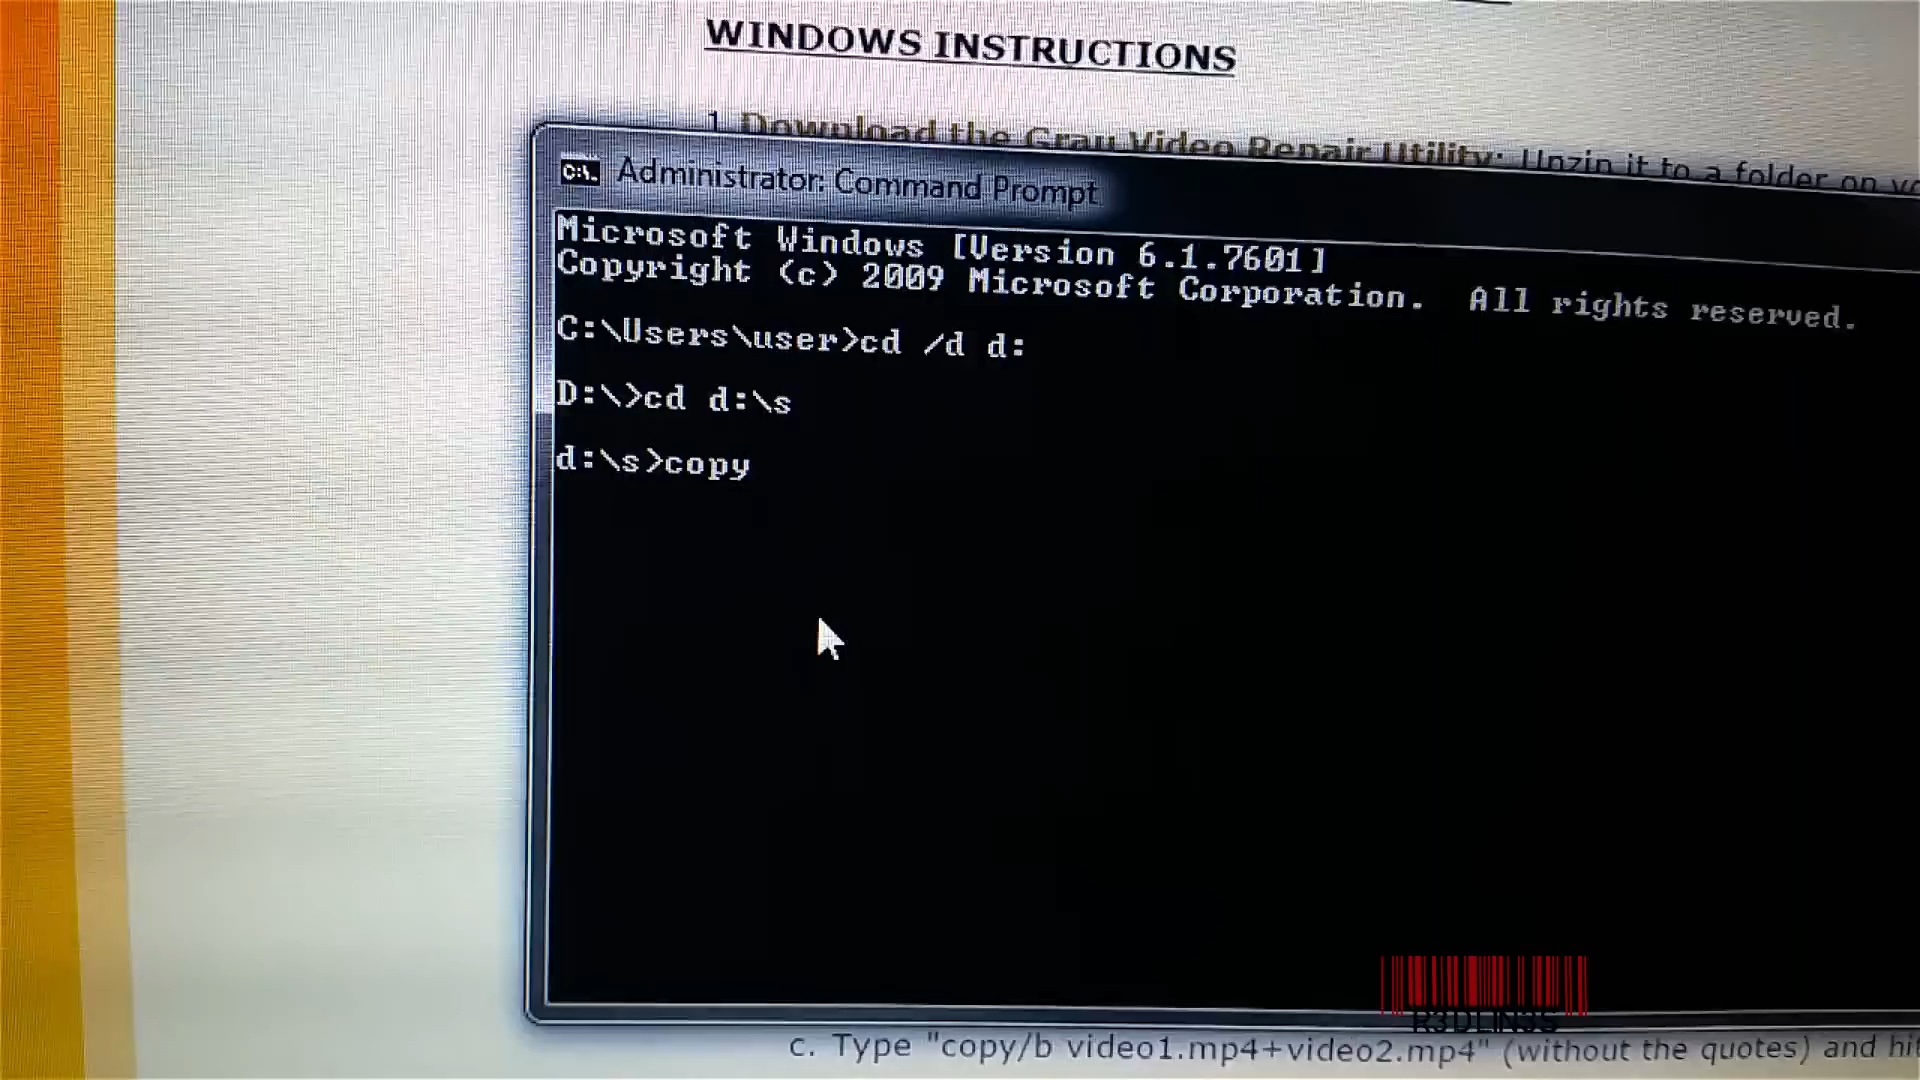 WINDOWS INSTRUCTIONS
1. Download the Grau Video Repair Utility: Unzip it to a folder on
C:\. Administrator: Command Prompt
Microsoft Windows [Version 6.1.7601]
Copyright (c) 2009 Microsoft Corporation. All rights reserved.
C:\Users\user>cd /d d:
D:\>cd d:\s
d:\s>copy
R3DLIN3S
c. Type "copy/b video1.mp4+video2.mp4" (without the quotes) and